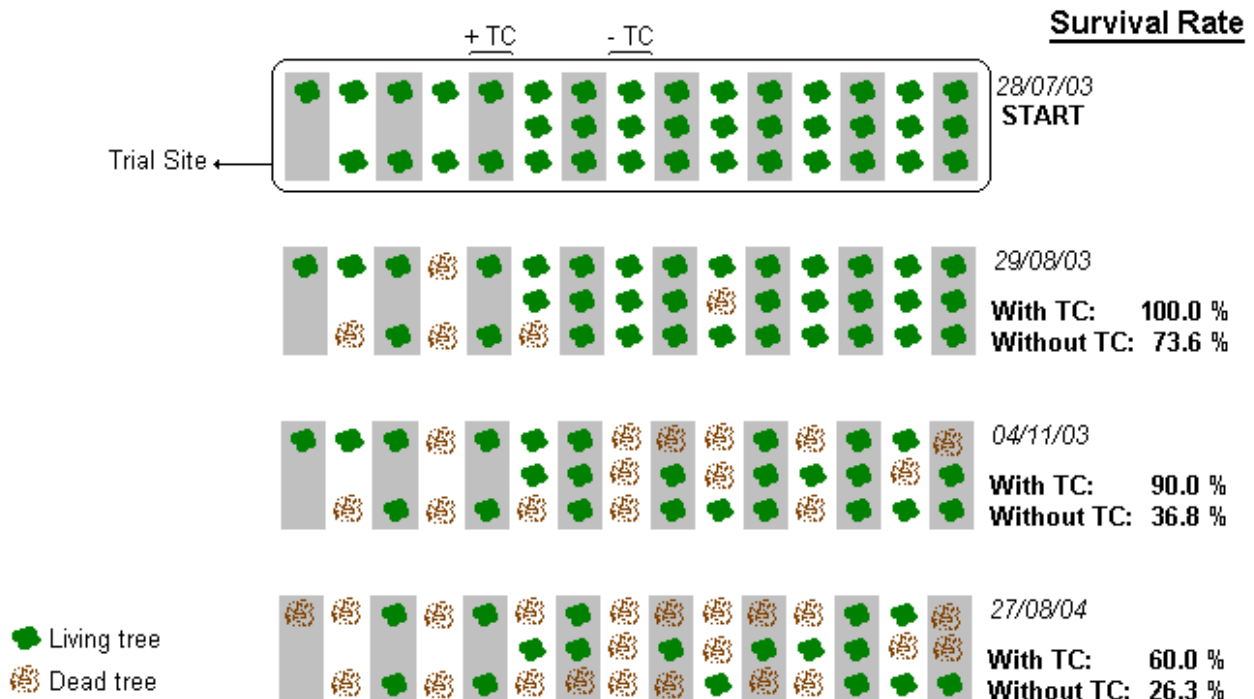 Survival Rate
+ TC - TC
28/07/03
START
Trial Site
29/08/03
With TC: 100.0 %
Without TC: 73.6 %
04/11/03
With TC: 90.0 %
Without TC: 36.8 %
27/08/04
Living tree
With TC: 60.0 %
Dead tree
Without TC: 26.3 %